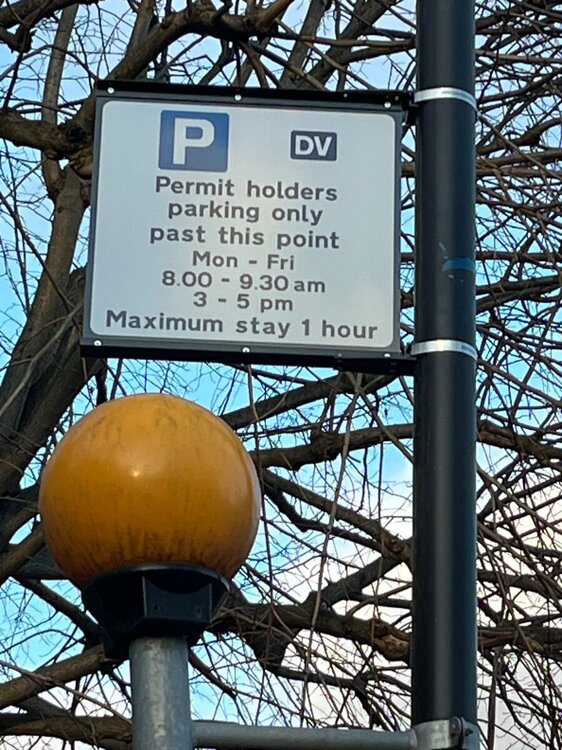 P DV
Permit holders
parking only
past this point
Mon - Fri
8.00 - 9.30 am
3 - 5 pm
Maximum stay 1 hour